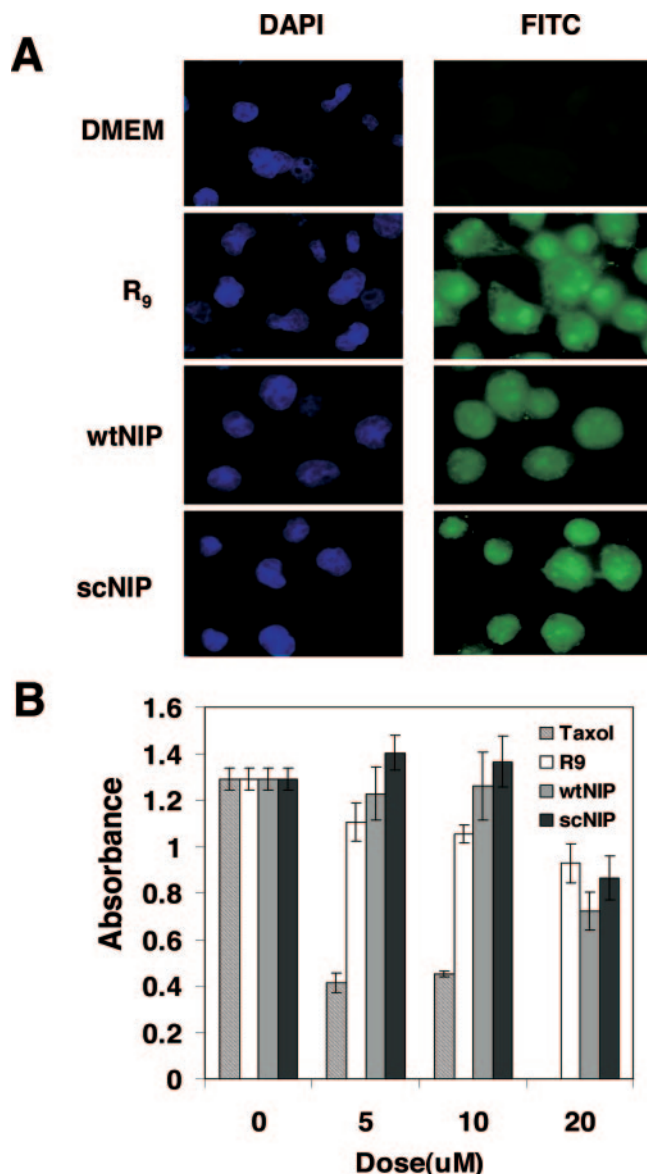 A
DAPI FITC
DMEM
R₉
wtNIP
scNIP
B
Absorbance
1.6
1.4
1.2
1
0.8
0.6
0.4
0.2
0
Taxol
R9
wtNIP
scNIP
0 5 10 20
Dose(uM)